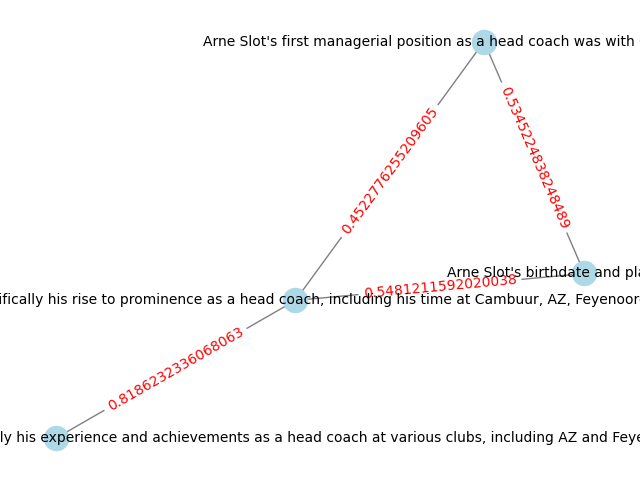 Arne Slot's first managerial position as a head coach was with
0.4522776255209605
0.5345224838248489
Arne Slot's birthdate and pla
0.5481211592020038
ifically his rise to prominence as a head coach, including his time at Cambuur, AZ, Feyenoor
0.8186232336068063
ly his experience and achievements as a head coach at various clubs, including AZ and Feye